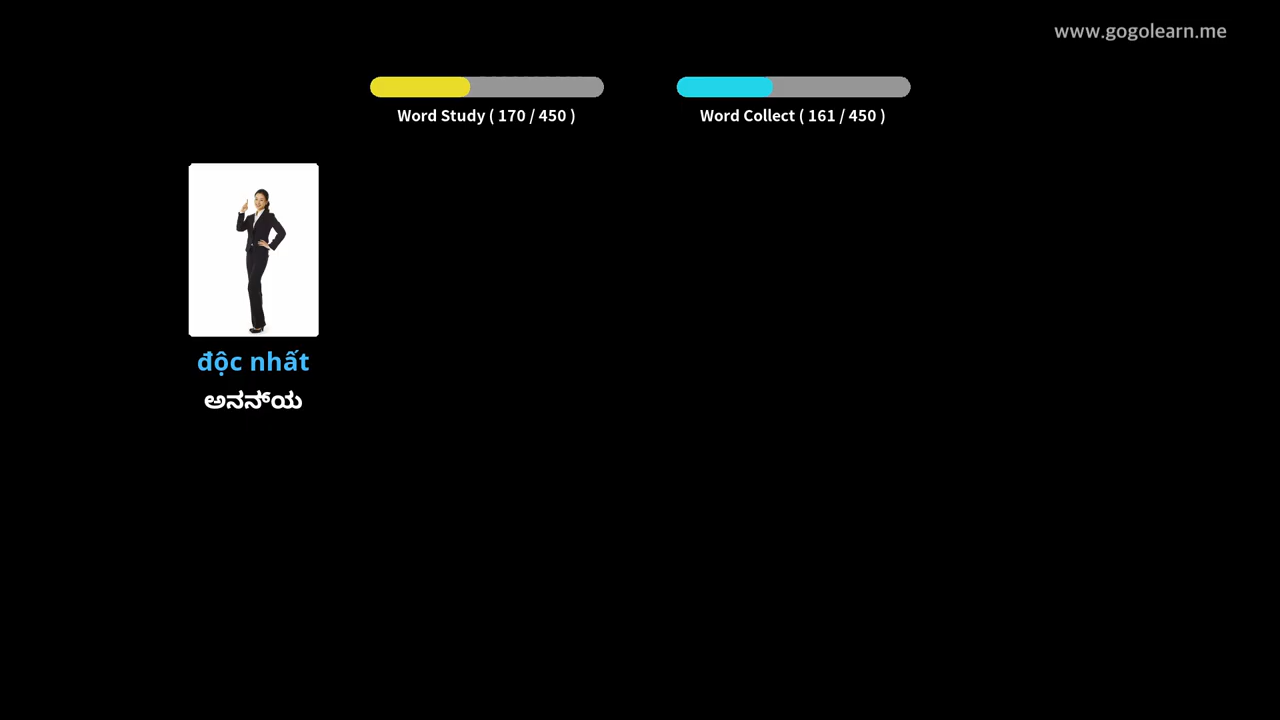 www.gogolearn.me
Word Study ( 170 / 450 )
Word Collect ( 161 / 450 )
độc nhất
ಅನನ್ಯ